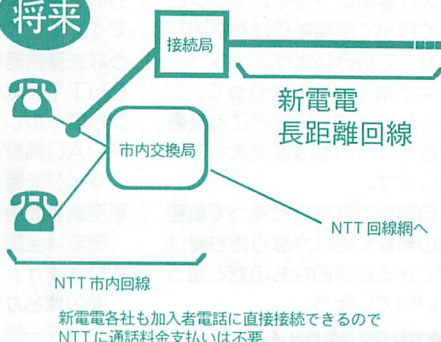 将来
接続局
新電電
長距離回線
市内交換局
NTT回線網へ
NTT市内回線
新電電各社も加入者電話に直接接続できるので
NTTに通話料金支払いは不要